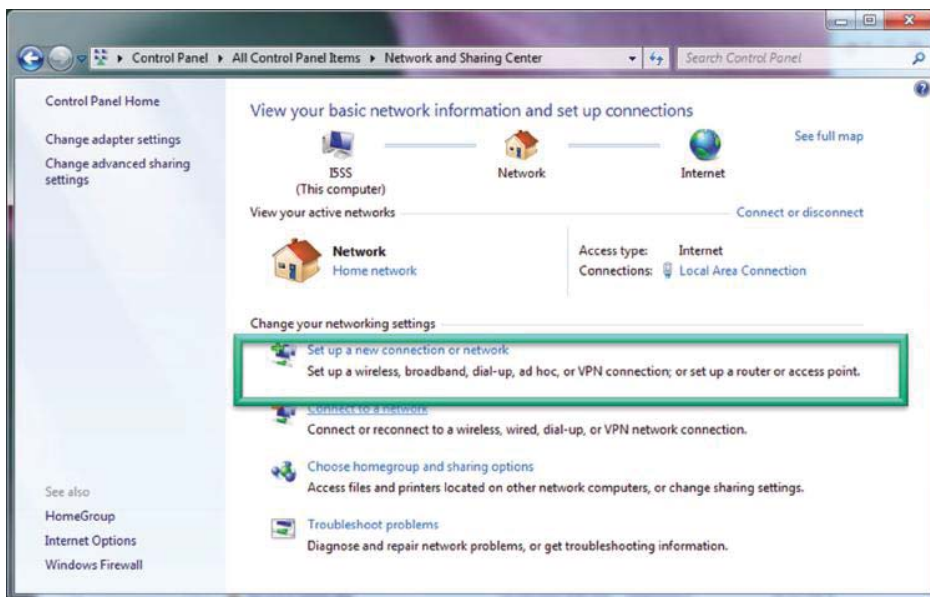 Control Panel ▸ All Control Panel Items ▸ Network and Sharing Center
Search Control Panel
Control Panel Home
Change adapter settings
Change advanced sharing
settings
See also
HomeGroup
Internet Options
Windows Firewall
View your basic network information and set up connections
See full map
I5SS
(This computer)
Network
Internet
View your active networks
Connect or disconnect
Network
Home network
Access type: Internet
Connections: Local Area Connection
Change your networking settings
Set up a new connection or network
Set up a wireless, broadband, dial-up, ad hoc, or VPN connection; or set up a router or access point.
Connect to a network
Connect or reconnect to a wireless, wired, dial-up, or VPN network connection.
Choose homegroup and sharing options
Access files and printers located on other network computers, or change sharing settings.
Troubleshoot problems
Diagnose and repair network problems, or get troubleshooting information.